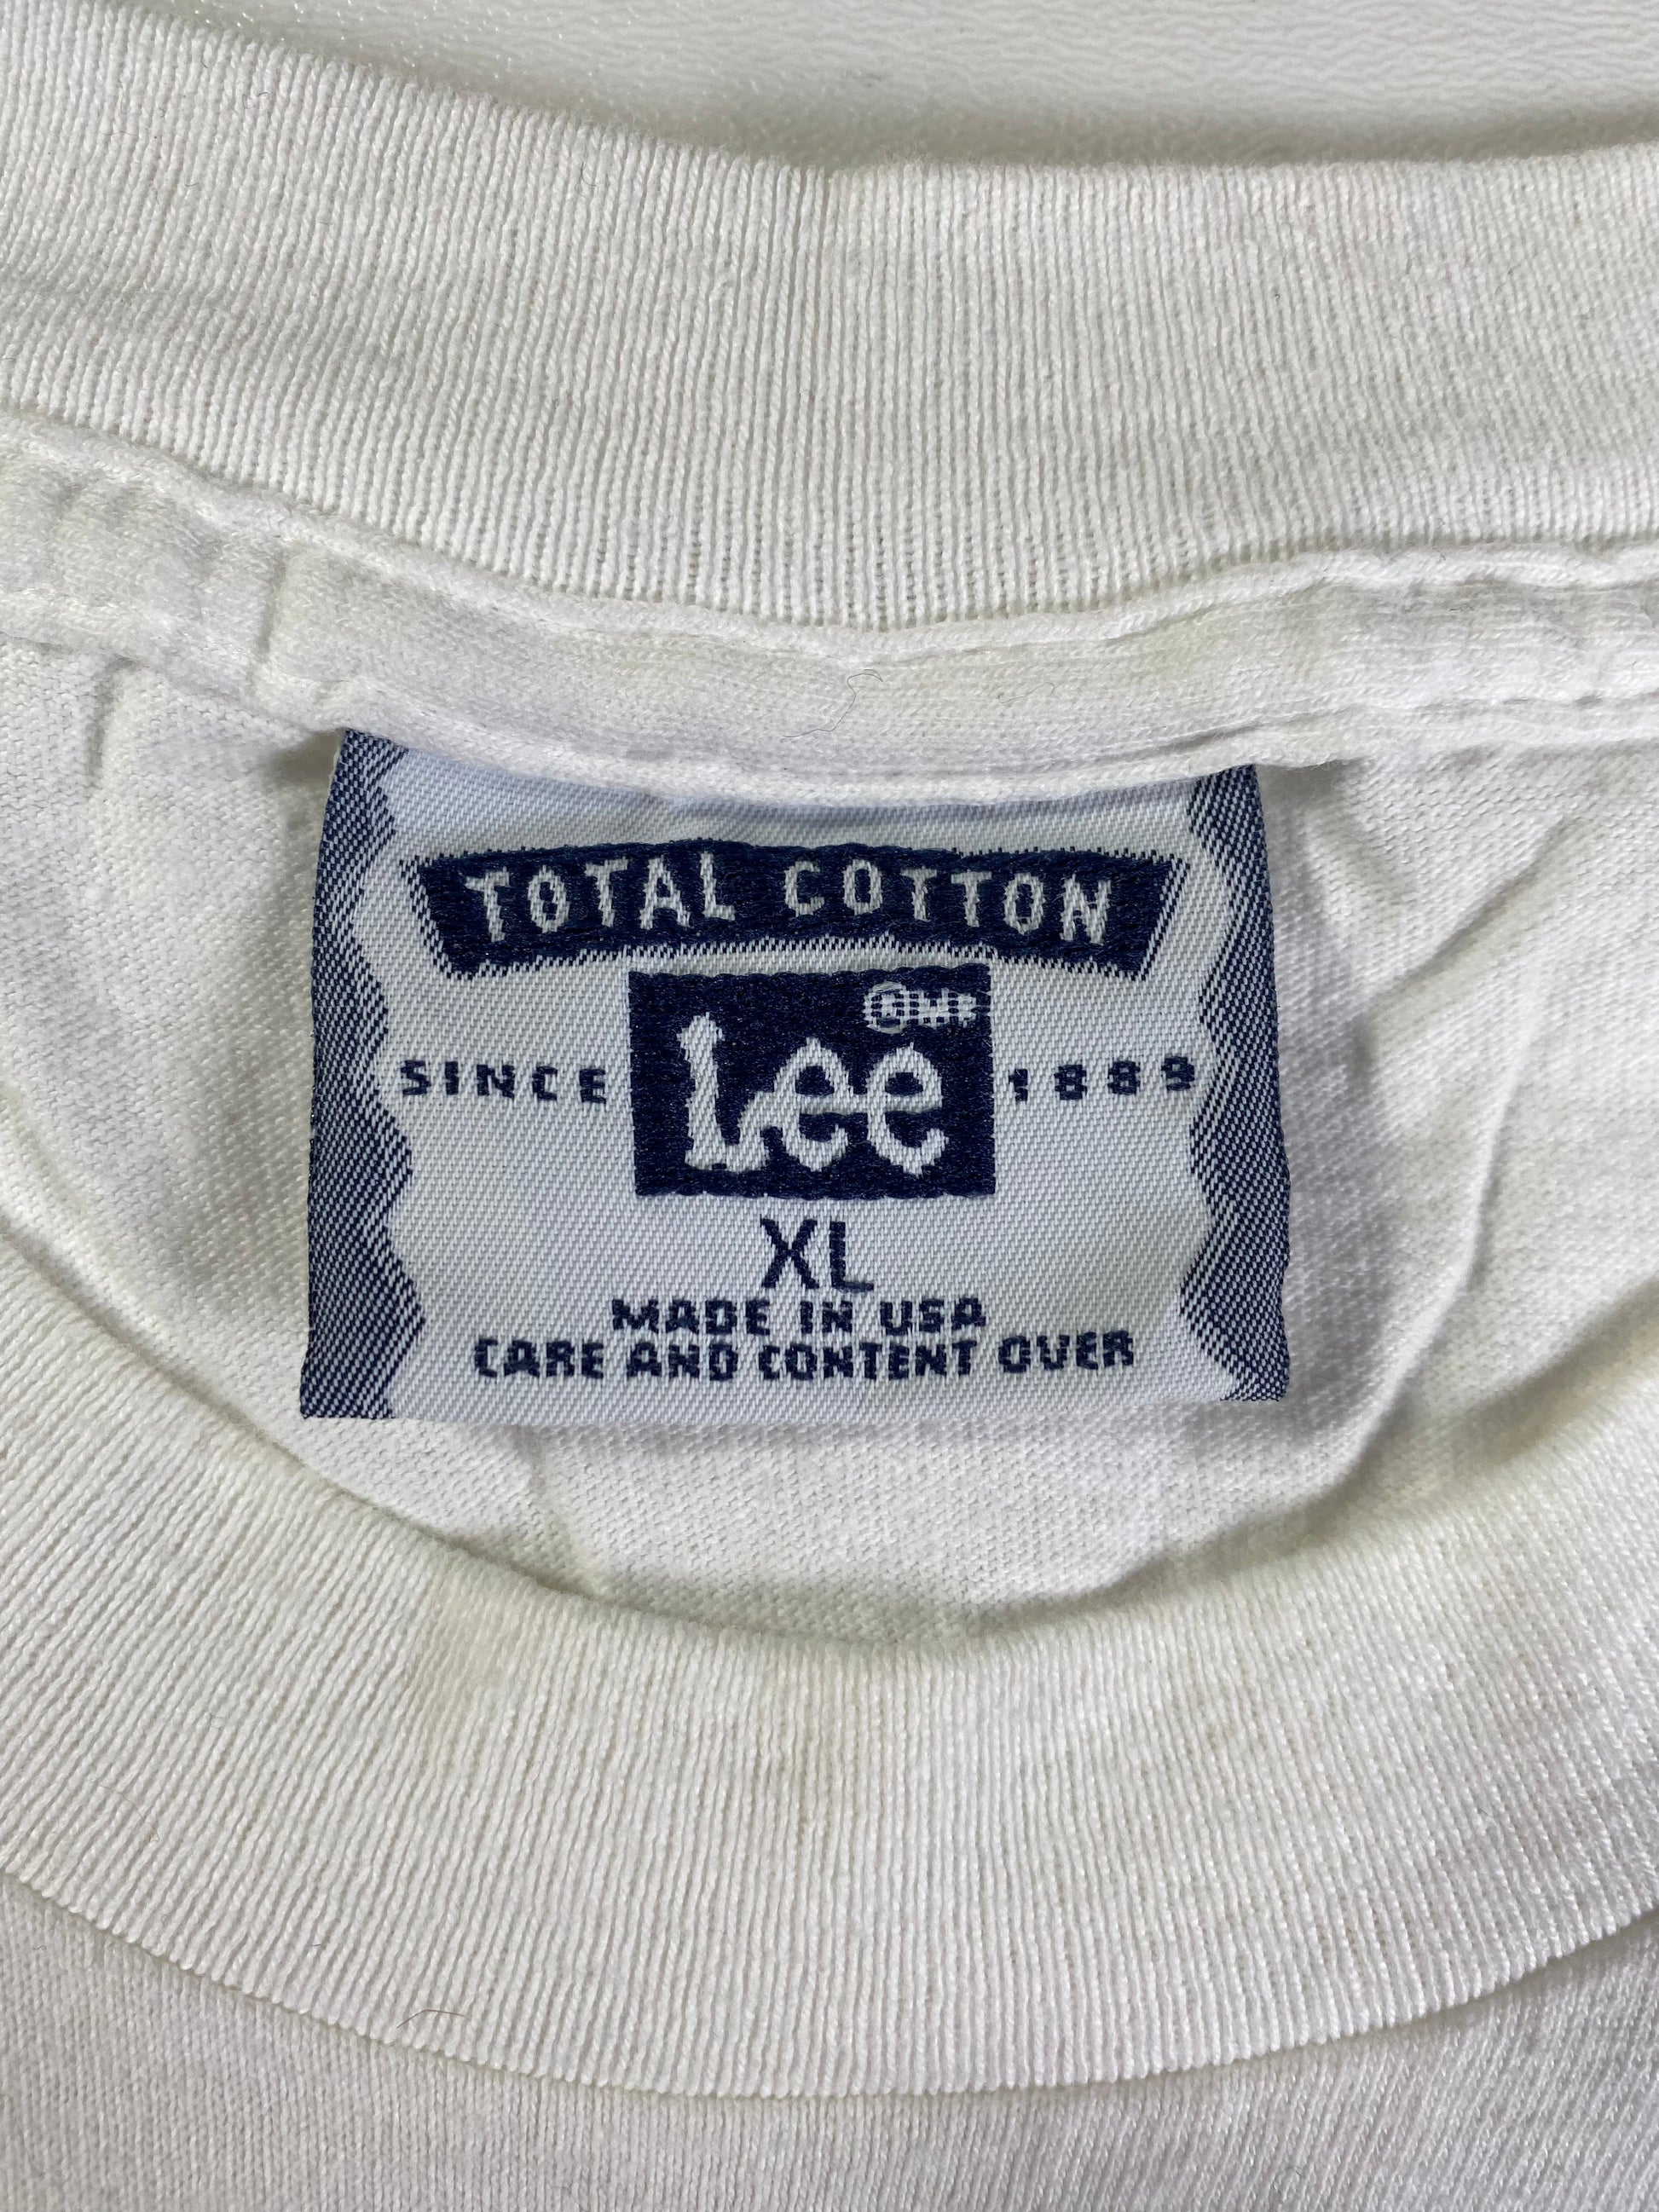 TOTAL COTTON
Lee ®
SINCE 1889
XL
MADE IN USA
CARE AND CONTENT OVER